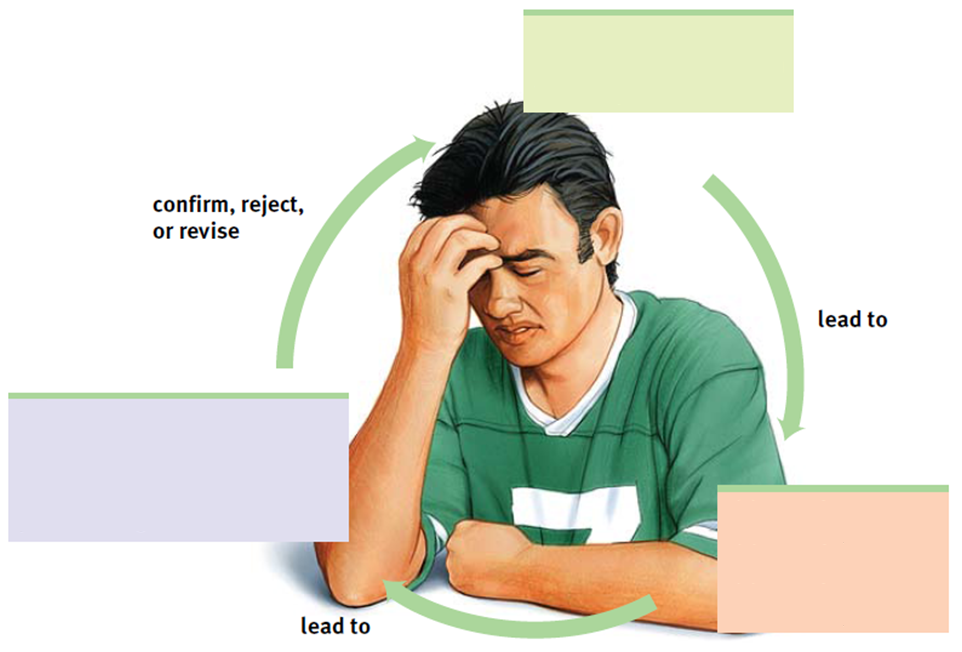 confirm, reject,
or revise
lead to
lead to